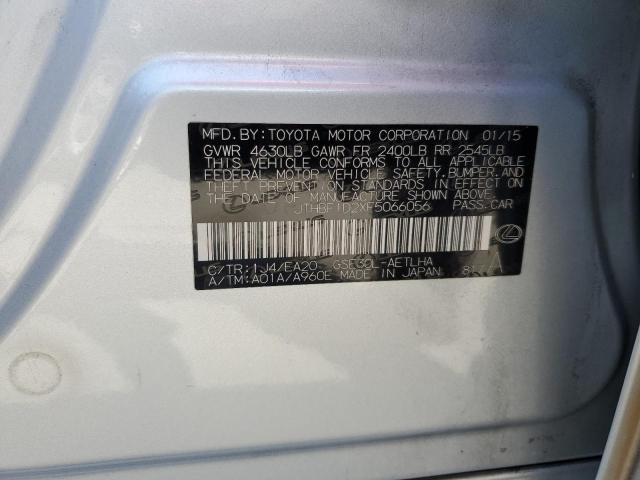 MFD.BY:TOYOTA MOTOR CORPORATION 01/15
GVWR 4630LB GAWR FR 2400LB RR 2545LB
THIS VEHICLE CONFORMS TO ALL APPLICABLE
FEDERAL MOTOR VEHICLE SAFETY,BUMPER,AND
THEFT PREVENTION STANDARDS IN EFFECT ON
THE DATE OF MANUFACTURE SHOWN ABOVE.
JTHBF1D2XF5066056 PASS.CAR
C/TR:1J4/EA20 GSE30L-AETLHA
A/TM:A01A/A960E MADE IN JAPAN